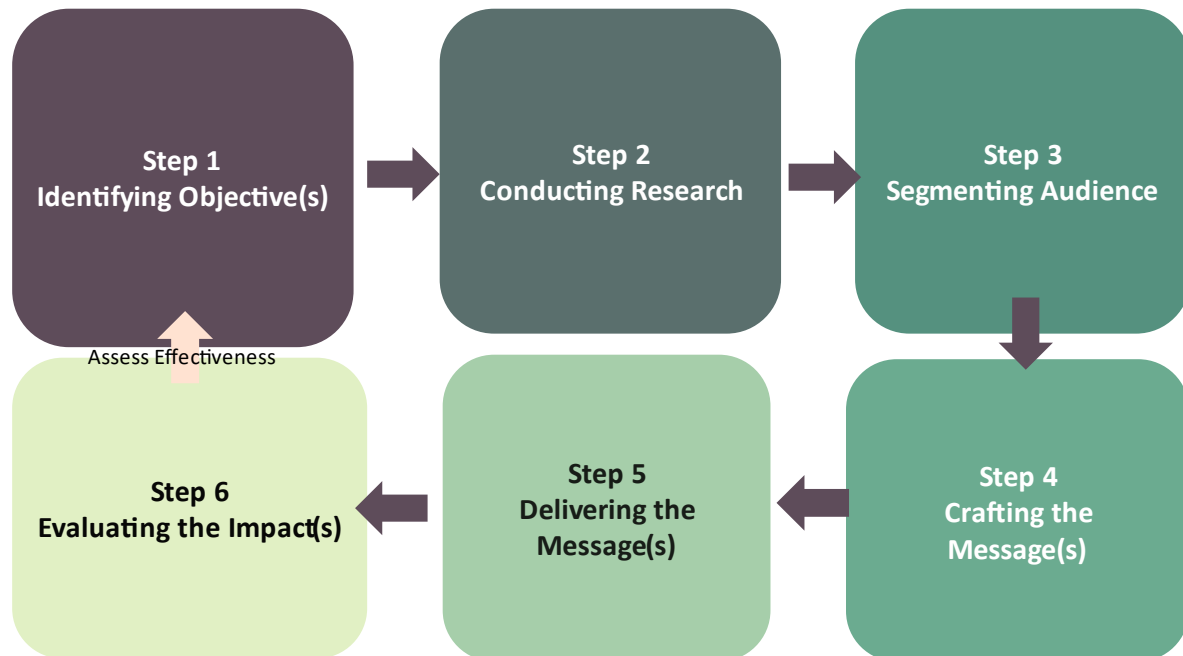 Step 1
Identifying Objective(s)
Step 2
Conducting Research
Step 3
Segmenting Audience
Step 4
Crafting the
Message(s)
Step 5
Delivering the
Message(s)
Step 6
Evaluating the Impact(s)
Assess Effectiveness